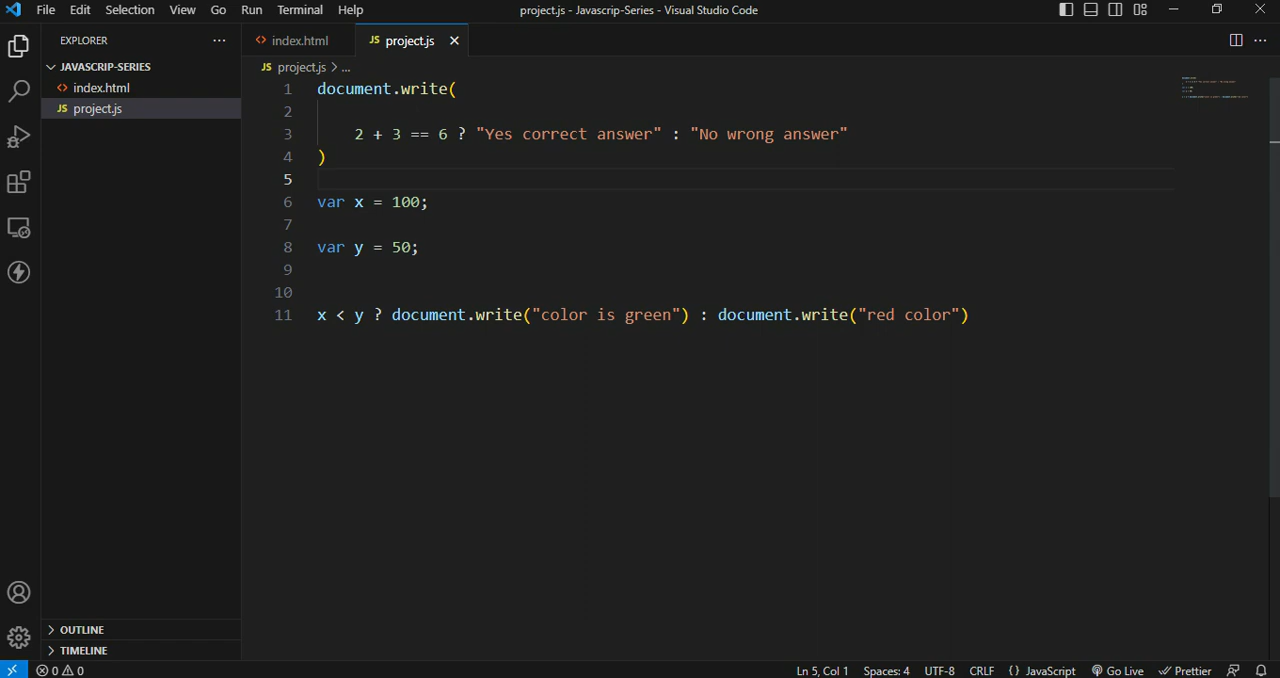 File Edit Selection View Go Run Terminal Help
project.js - Javascrip-Series - Visual Studio Code
EXPLORER ...
JAVASCRIP-SERIES
index.html
JS project.js
index.html JS project.js
JS project.js > ...
1 document.write(
2
3 2 + 3 == 6 ? "Yes correct answer" : "No wrong answer"
4 )
5
6 var x = 100;
7
8 var y = 50;
9
10
11 x < y ? document.write("color is green") : document.write("red color")
OUTLINE
TIMELINE
0 0 Ln 5, Col 1 Spaces: 4 UTF-8 CRLF {} JavaScript Go Live Prettier